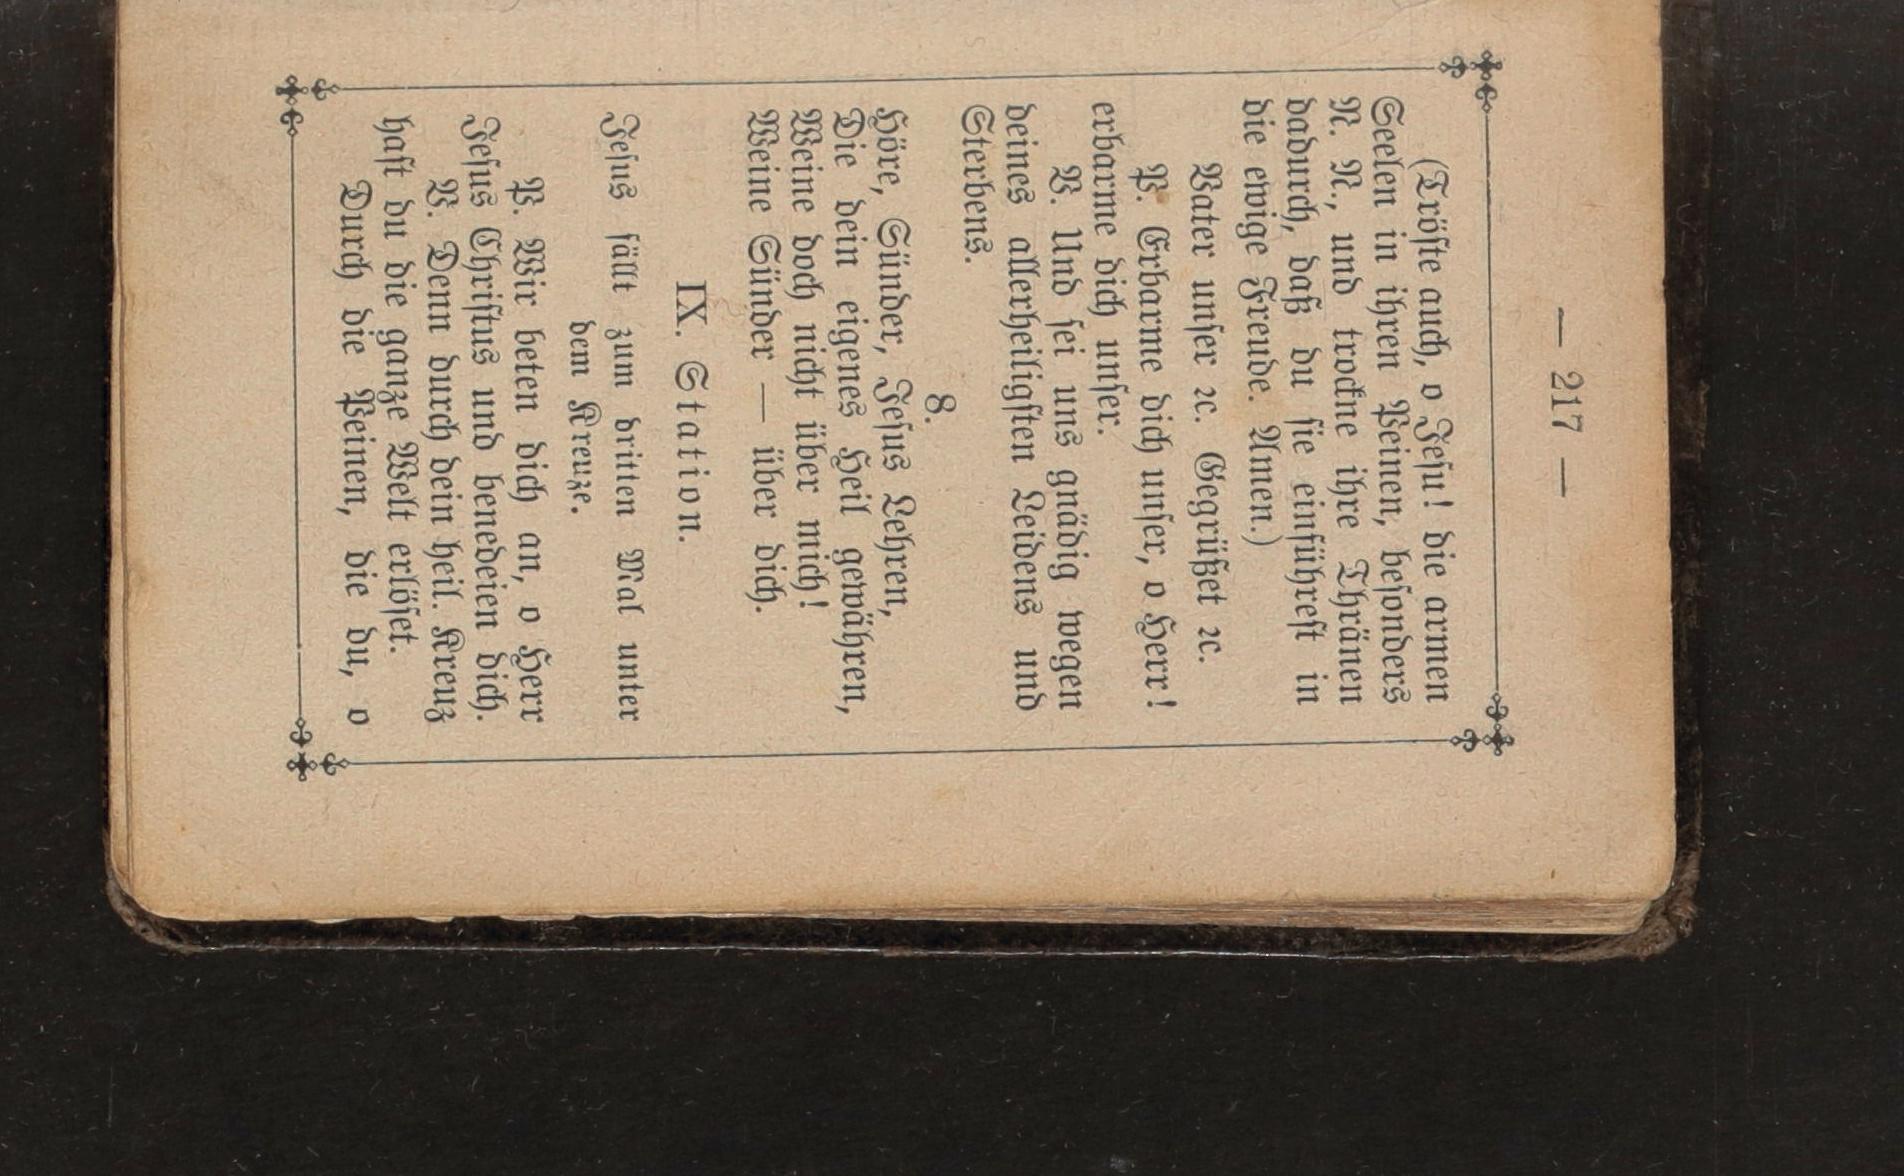 — 217 —
(Tröſte auch, o Jeſu! die armen
Seelen in ihren Peinen, beſonders
N. N., und trockne ihre Thränen
dadurch, daß du ſie einführeſt in
die ewige Freude. Amen.)
Vater unſer ꝛc. Gegrüßet ꝛc.
P. Erbarme dich unſer, o Herr!
erbarme dich unſer.
V. Und ſei uns gnädig wegen
deines allerheiligſten Leidens und
Sterbens.
8.
Höre, Sünder, Jeſus Lehren,
Die dein eigenes Heil gewähren,
Weine doch nicht über mich!
Weine Sünder — über dich.
IX. Station.
Jeſus fällt zum dritten Mal unter
dem Kreuze.
P. Wir beten dich an, o Herr
Jeſus Chriſtus und benedeien dich.
V. Denn durch dein heil. Kreuz
haſt du die ganze Welt erlöſet.
Durch die Peinen, die du, o